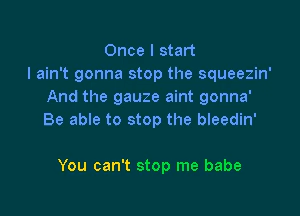 Once I start
I ain't gonna stop the squeezin'
And the gauze aint gonna'
Be able to stop the bleedin'
You can't stop me babe